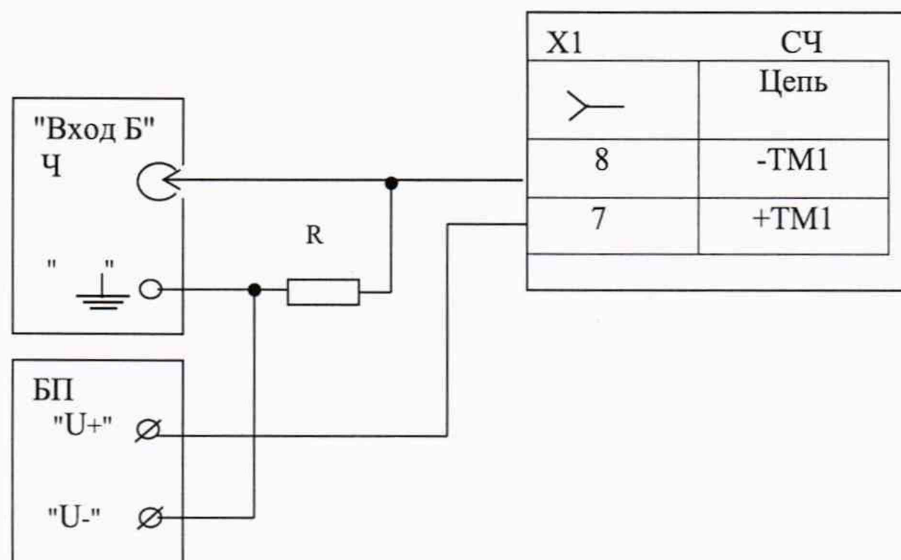 X1 СЧ
Цепь
8 -ТМ1
7 +ТМ1
"Вход Б"
Ч
R
" "
БП
"U+"
"U-"